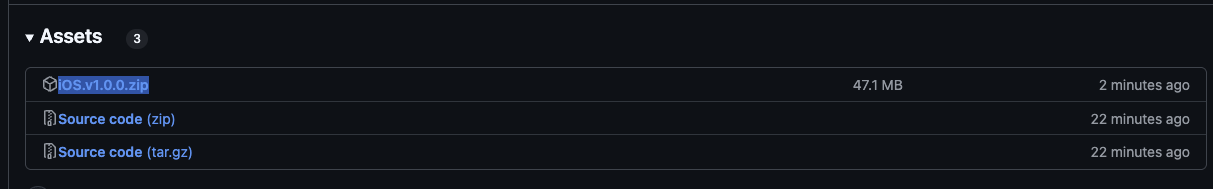 Assets 3
iOS.v1.0.0.zip 47.1 MB 2 minutes ago
Source code (zip) 22 minutes ago
Source code (tar.gz) 22 minutes ago